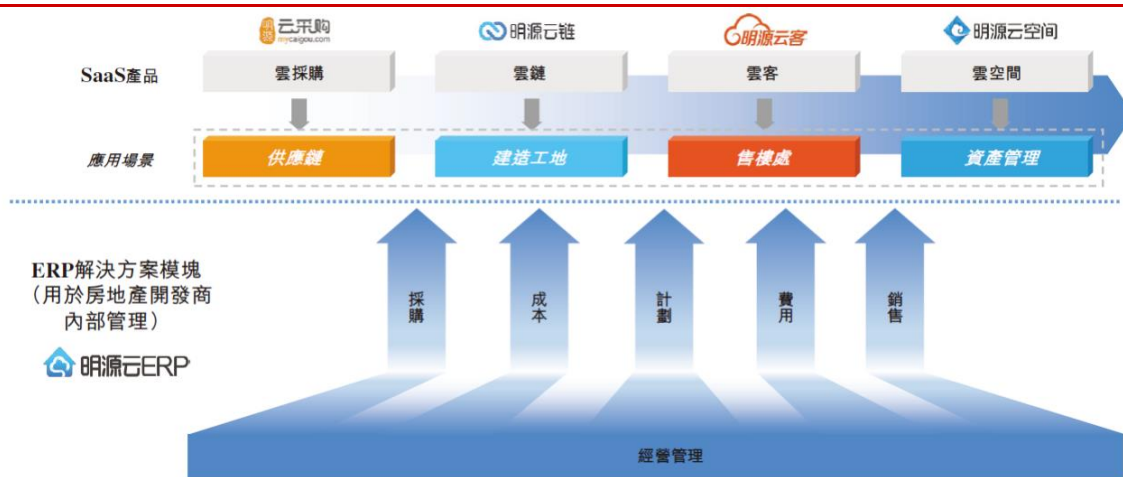 云采购
mycaigou.com
明源云链
明源云客
明源云空间
SaaS產品
雲採購
雲鏈
雲客
雲空間
應用場景
供應鏈
建造工地
售樓處
資產管理
ERP解決方案模塊
（用於房地產開發商
內部管理）
明源云ERP
採購
成本
計劃
費用
銷售
經營管理